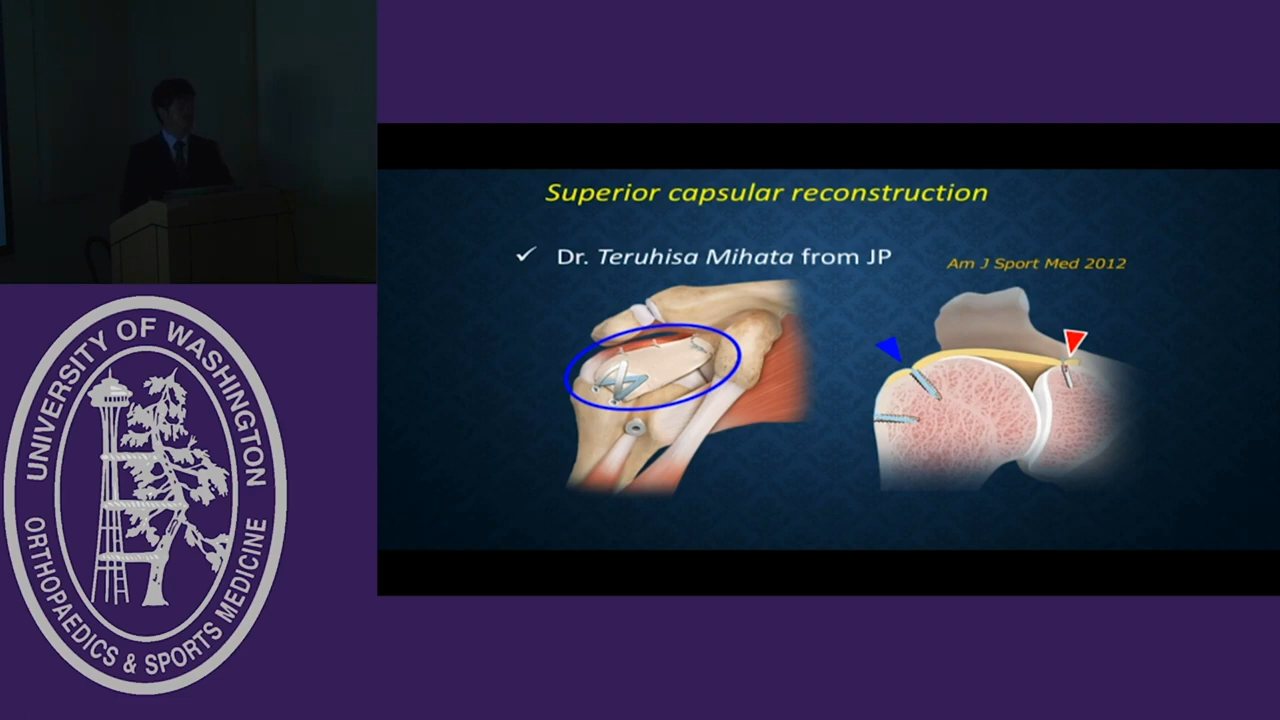 Superior capsular reconstruction
✓ Dr. Teruhisa Mihata from JP
Am J Sport Med 2012
UNIVERSITY OF WASHINGTON
ORTHOPAEDICS & SPORTS MEDICINE